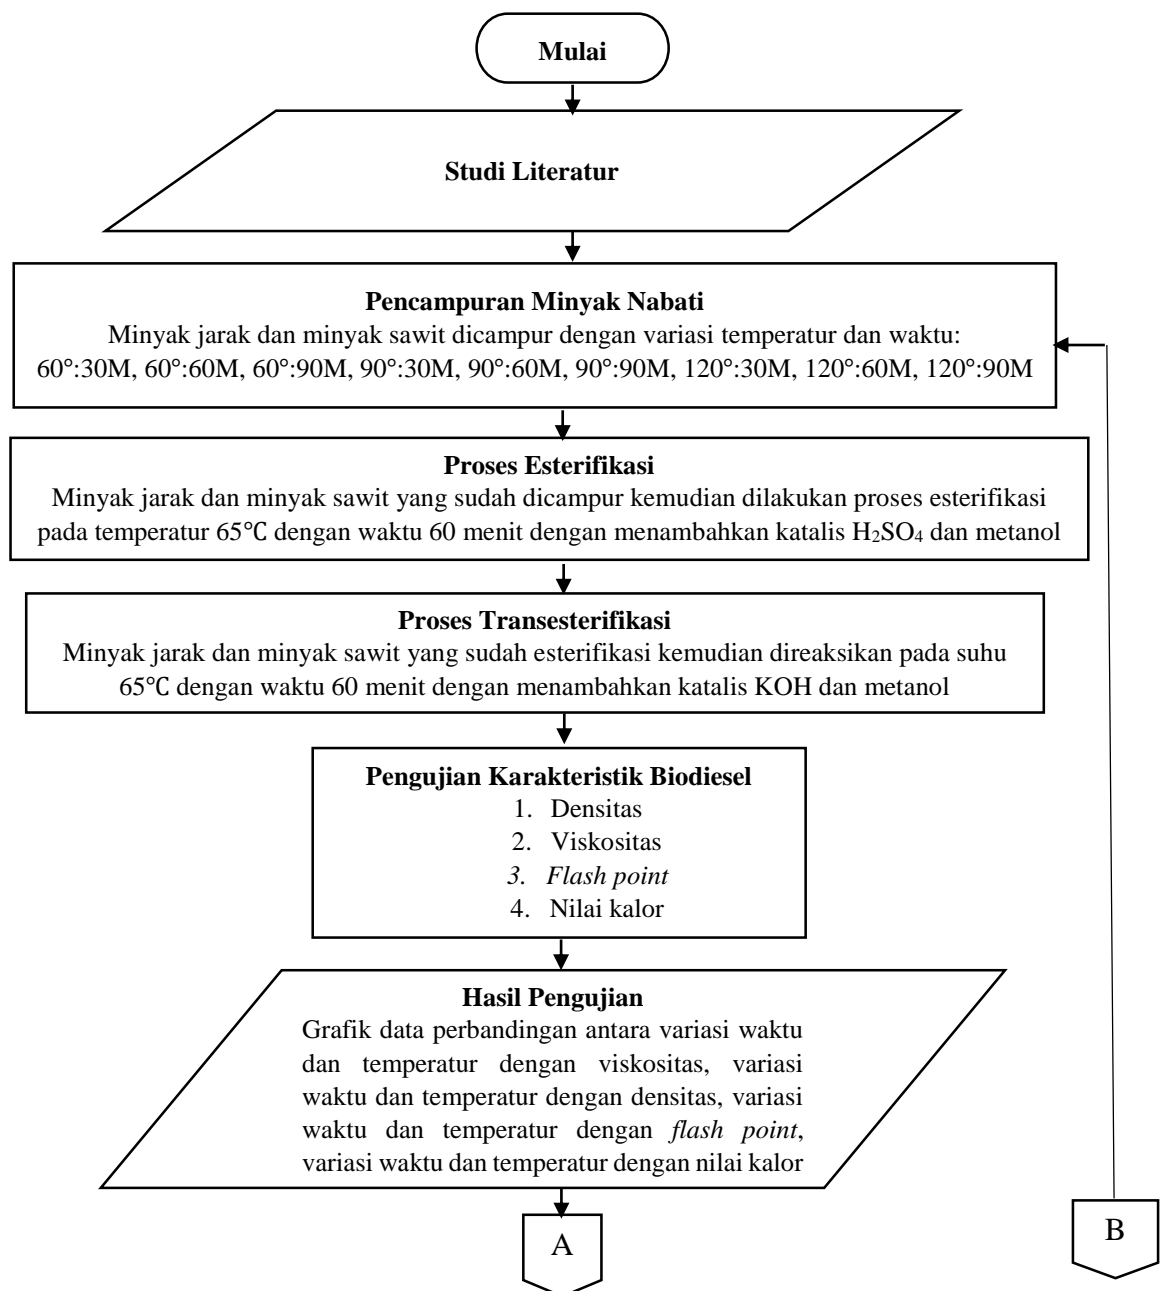 Mulai
Studi Literatur
Pencampuran Minyak Nabati
Minyak jarak dan minyak sawit dicampur dengan variasi temperatur dan waktu:
60°:30M, 60°:60M, 60°:90M, 90°:30M, 90°:60M, 90°:90M, 120°:30M, 120°:60M, 120°:90M
Proses Esterifikasi
Minyak jarak dan minyak sawit yang sudah dicampur kemudian dilakukan proses esterifikasi
pada temperatur 65℃ dengan waktu 60 menit dengan menambahkan katalis H₂SO₄ dan metanol
Proses Transesterifikasi
Minyak jarak dan minyak sawit yang sudah esterifikasi kemudian direaksikan pada suhu
65℃ dengan waktu 60 menit dengan menambahkan katalis KOH dan metanol
Pengujian Karakteristik Biodiesel
1. Densitas
2. Viskositas
3. Flash point
4. Nilai kalor
Hasil Pengujian
Grafik data perbandingan antara variasi waktu
dan temperatur dengan viskositas, variasi
waktu dan temperatur dengan densitas, variasi
waktu dan temperatur dengan flash point,
variasi waktu dan temperatur dengan nilai kalor
A
B